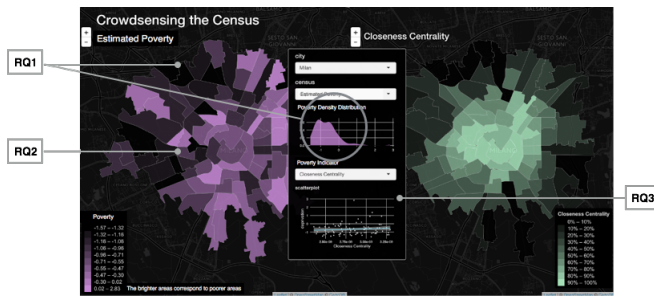 Crowdsensing the Census
Estimated Poverty
Closeness Centrality
RQ1
RQ2
RQ3
city
Milan
census
Estimated Poverty
Poverty Density Distribution
Poverty Indicator
Closeness Centrality
scatterplot
Closeness Centrality
Poverty
-1.57 – -1.32
-1.32 – -1.16
-1.16 – -1.06
-1.06 – -0.96
-0.96 – -0.71
-0.71 – -0.55
-0.55 – -0.47
-0.47 – -0.30
-0.30 – 0.02
0.02 – 2.83
The brighter areas correspond to poorer areas
Closeness Centrality
0% – 10%
10% – 20%
20% – 30%
30% – 40%
40% – 50%
50% – 60%
60% – 70%
70% – 80%
80% – 90%
90% – 100%